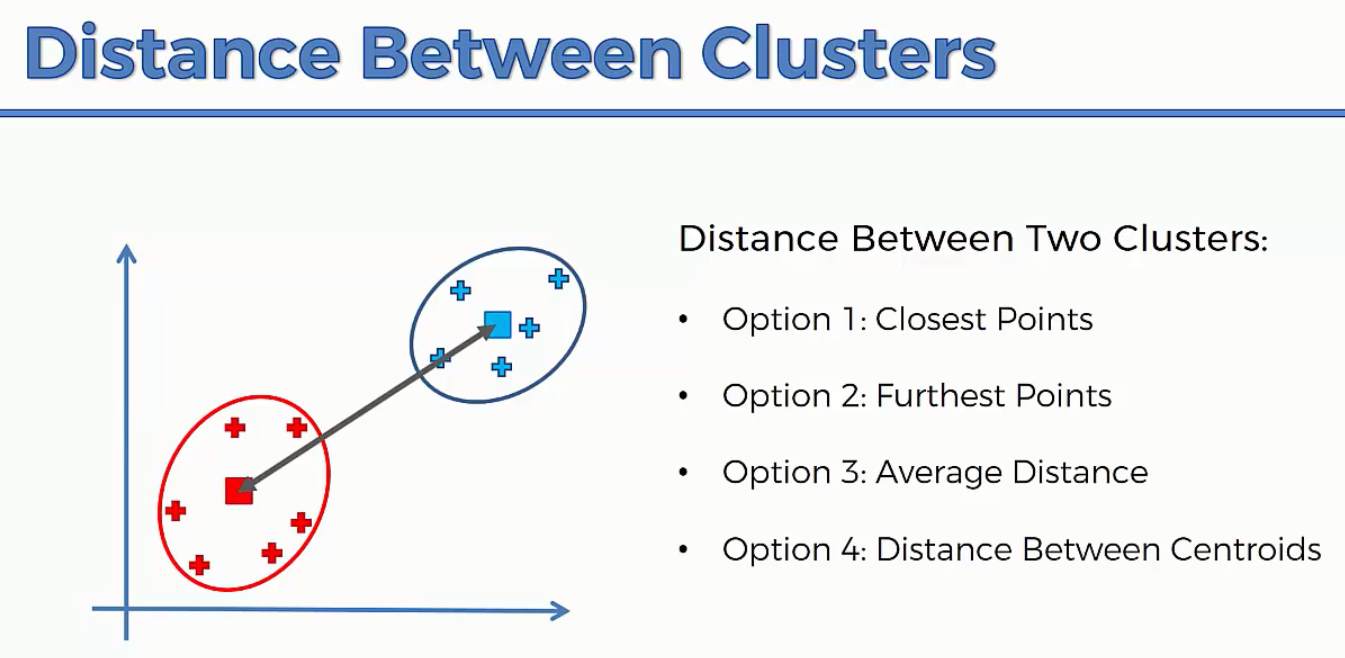 Distance Between Clusters
Distance Between Two Clusters:
• Option 1: Closest Points
• Option 2: Furthest Points
• Option 3: Average Distance
• Option 4: Distance Between Centroids